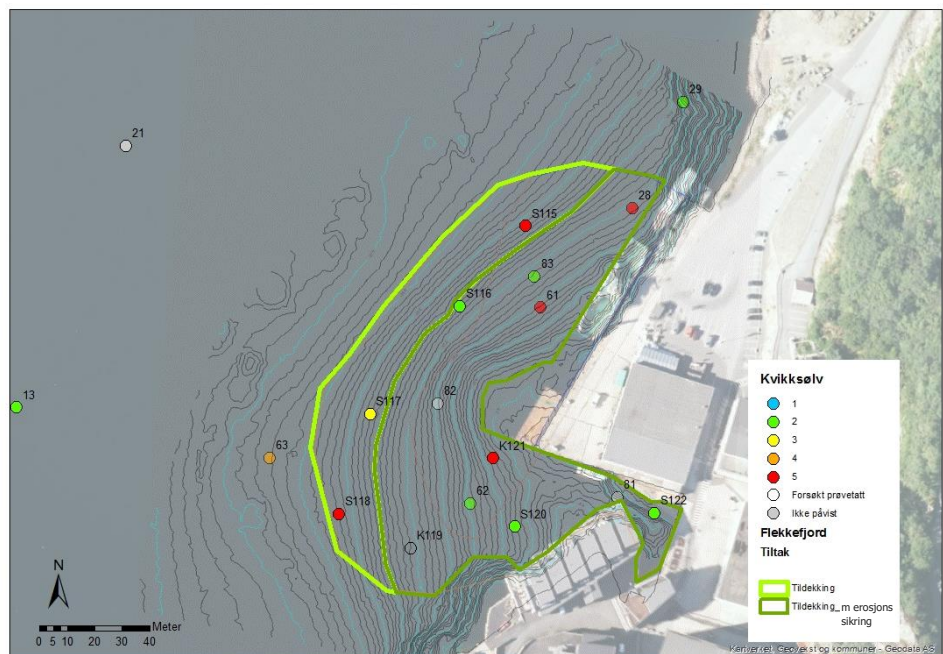 29
21
28
S115
83
S116
61
82
13
S117
63
K121
81
62
S122
S118
S120
K119
N
Meter
0 5 10 20 30 40
Kvikksølv
1
2
3
4
5
Forsøkt prøvetatt
Ikke påvist
Flekkefjord
Tiltak
Tildekking
Tildekking_m erosjons
sikring
Kartverket, Geovekst og kommuner - Geodata AS